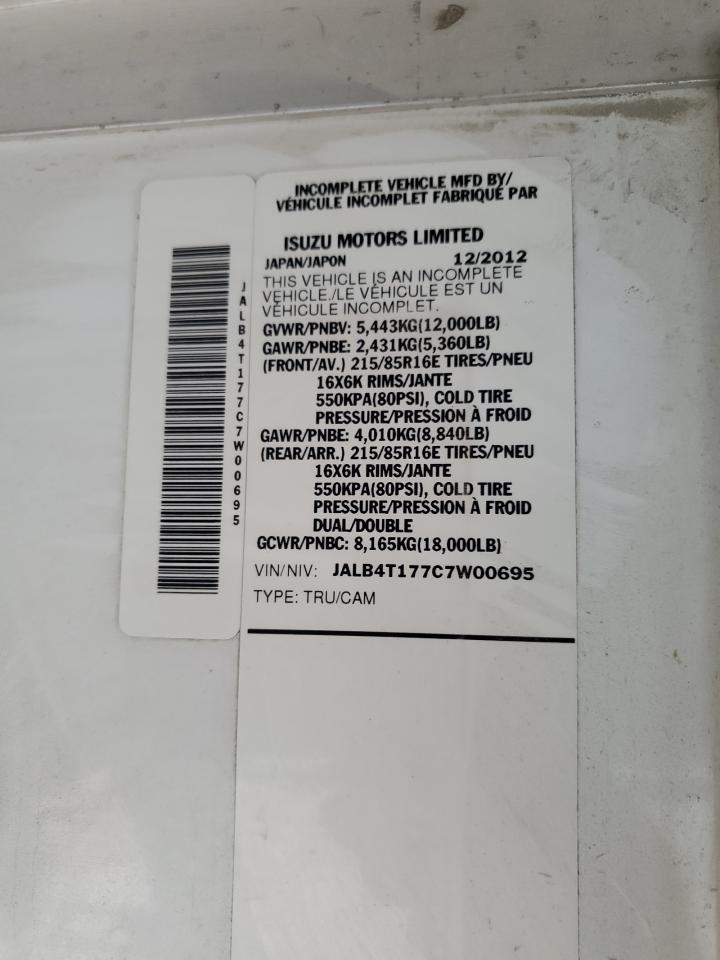 INCOMPLETE VEHICLE MFD BY/
VÉHICULE INCOMPLET FABRIQUÉ PAR
ISUZU MOTORS LIMITED
JAPAN/JAPON 12/2012
THIS VEHICLE IS AN INCOMPLETE
VEHICLE./LE VÉHICULE EST UN
VÉHICULE INCOMPLET.
GVWR/PNBV: 5,443KG(12,000LB)
GAWR/PNBE: 2,431KG(5,360LB)
(FRONT/AV.) 215/85R16E TIRES/PNEU
16X6K RIMS/JANTE
550KPA(80PSI), COLD TIRE
PRESSURE/PRESSION À FROID
GAWR/PNBE: 4,010KG(8,840LB)
(REAR/ARR.) 215/85R16E TIRES/PNEU
16X6K RIMS/JANTE
550KPA(80PSI), COLD TIRE
PRESSURE/PRESSION À FROID
DUAL/DOUBLE
GCWR/PNBC: 8,165KG(18,000LB)
VIN/NIV: JALB4T177C7W00695
TYPE: TRU/CAM
JALB4T177C7W00695